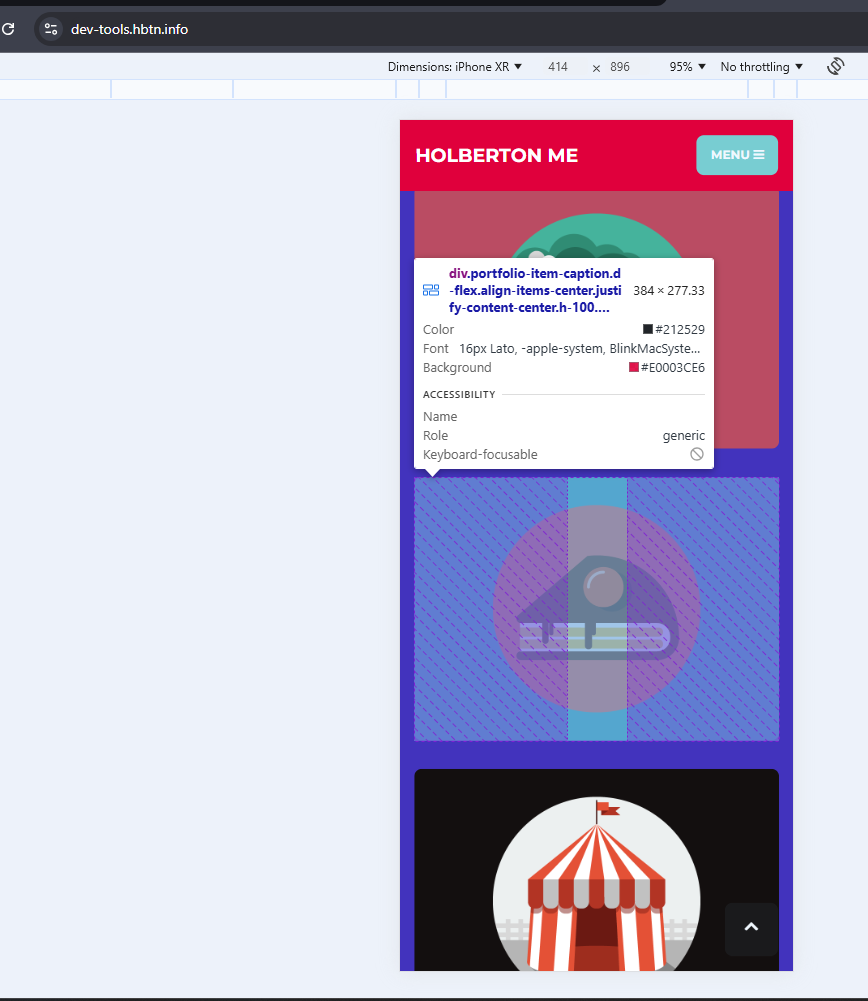 dev-tools.hbtn.info
Dimensions: iPhone XR 414 × 896 95% No throttling
HOLBERTON ME
MENU
div.portfolio-item-caption.d
-flex.align-items-center.justi
fy-content-center.h-100.…
384 × 277.33
Color #212529
Font 16px Lato, -apple-system, BlinkMacSyste…
Background #E0003CE6
ACCESSIBILITY
Name
Role generic
Keyboard-focusable